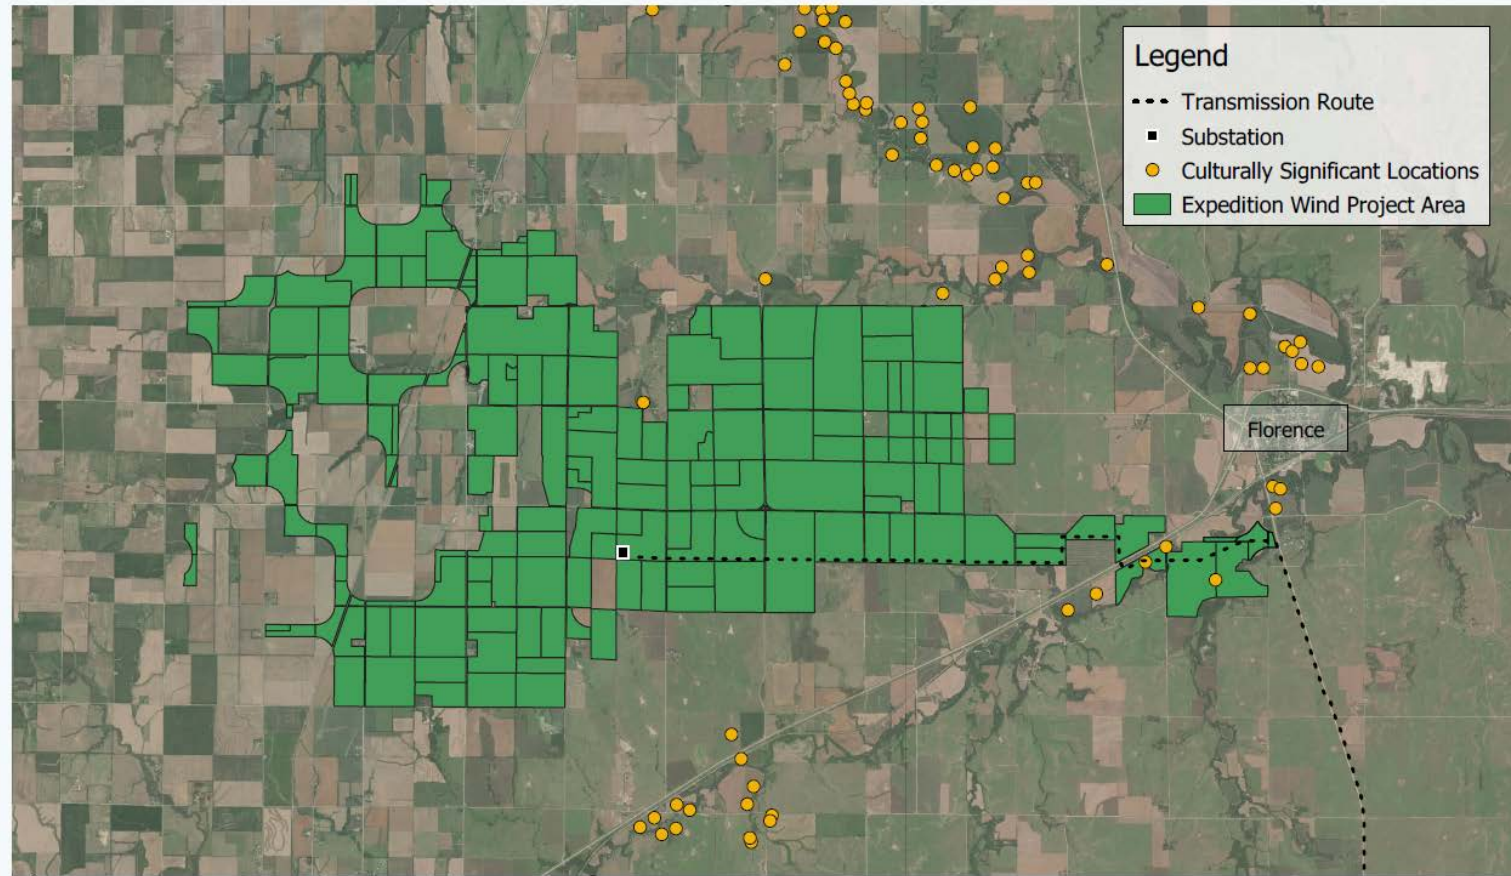 Legend
Transmission Route
Substation
Culturally Significant Locations
Expedition Wind Project Area
Florence